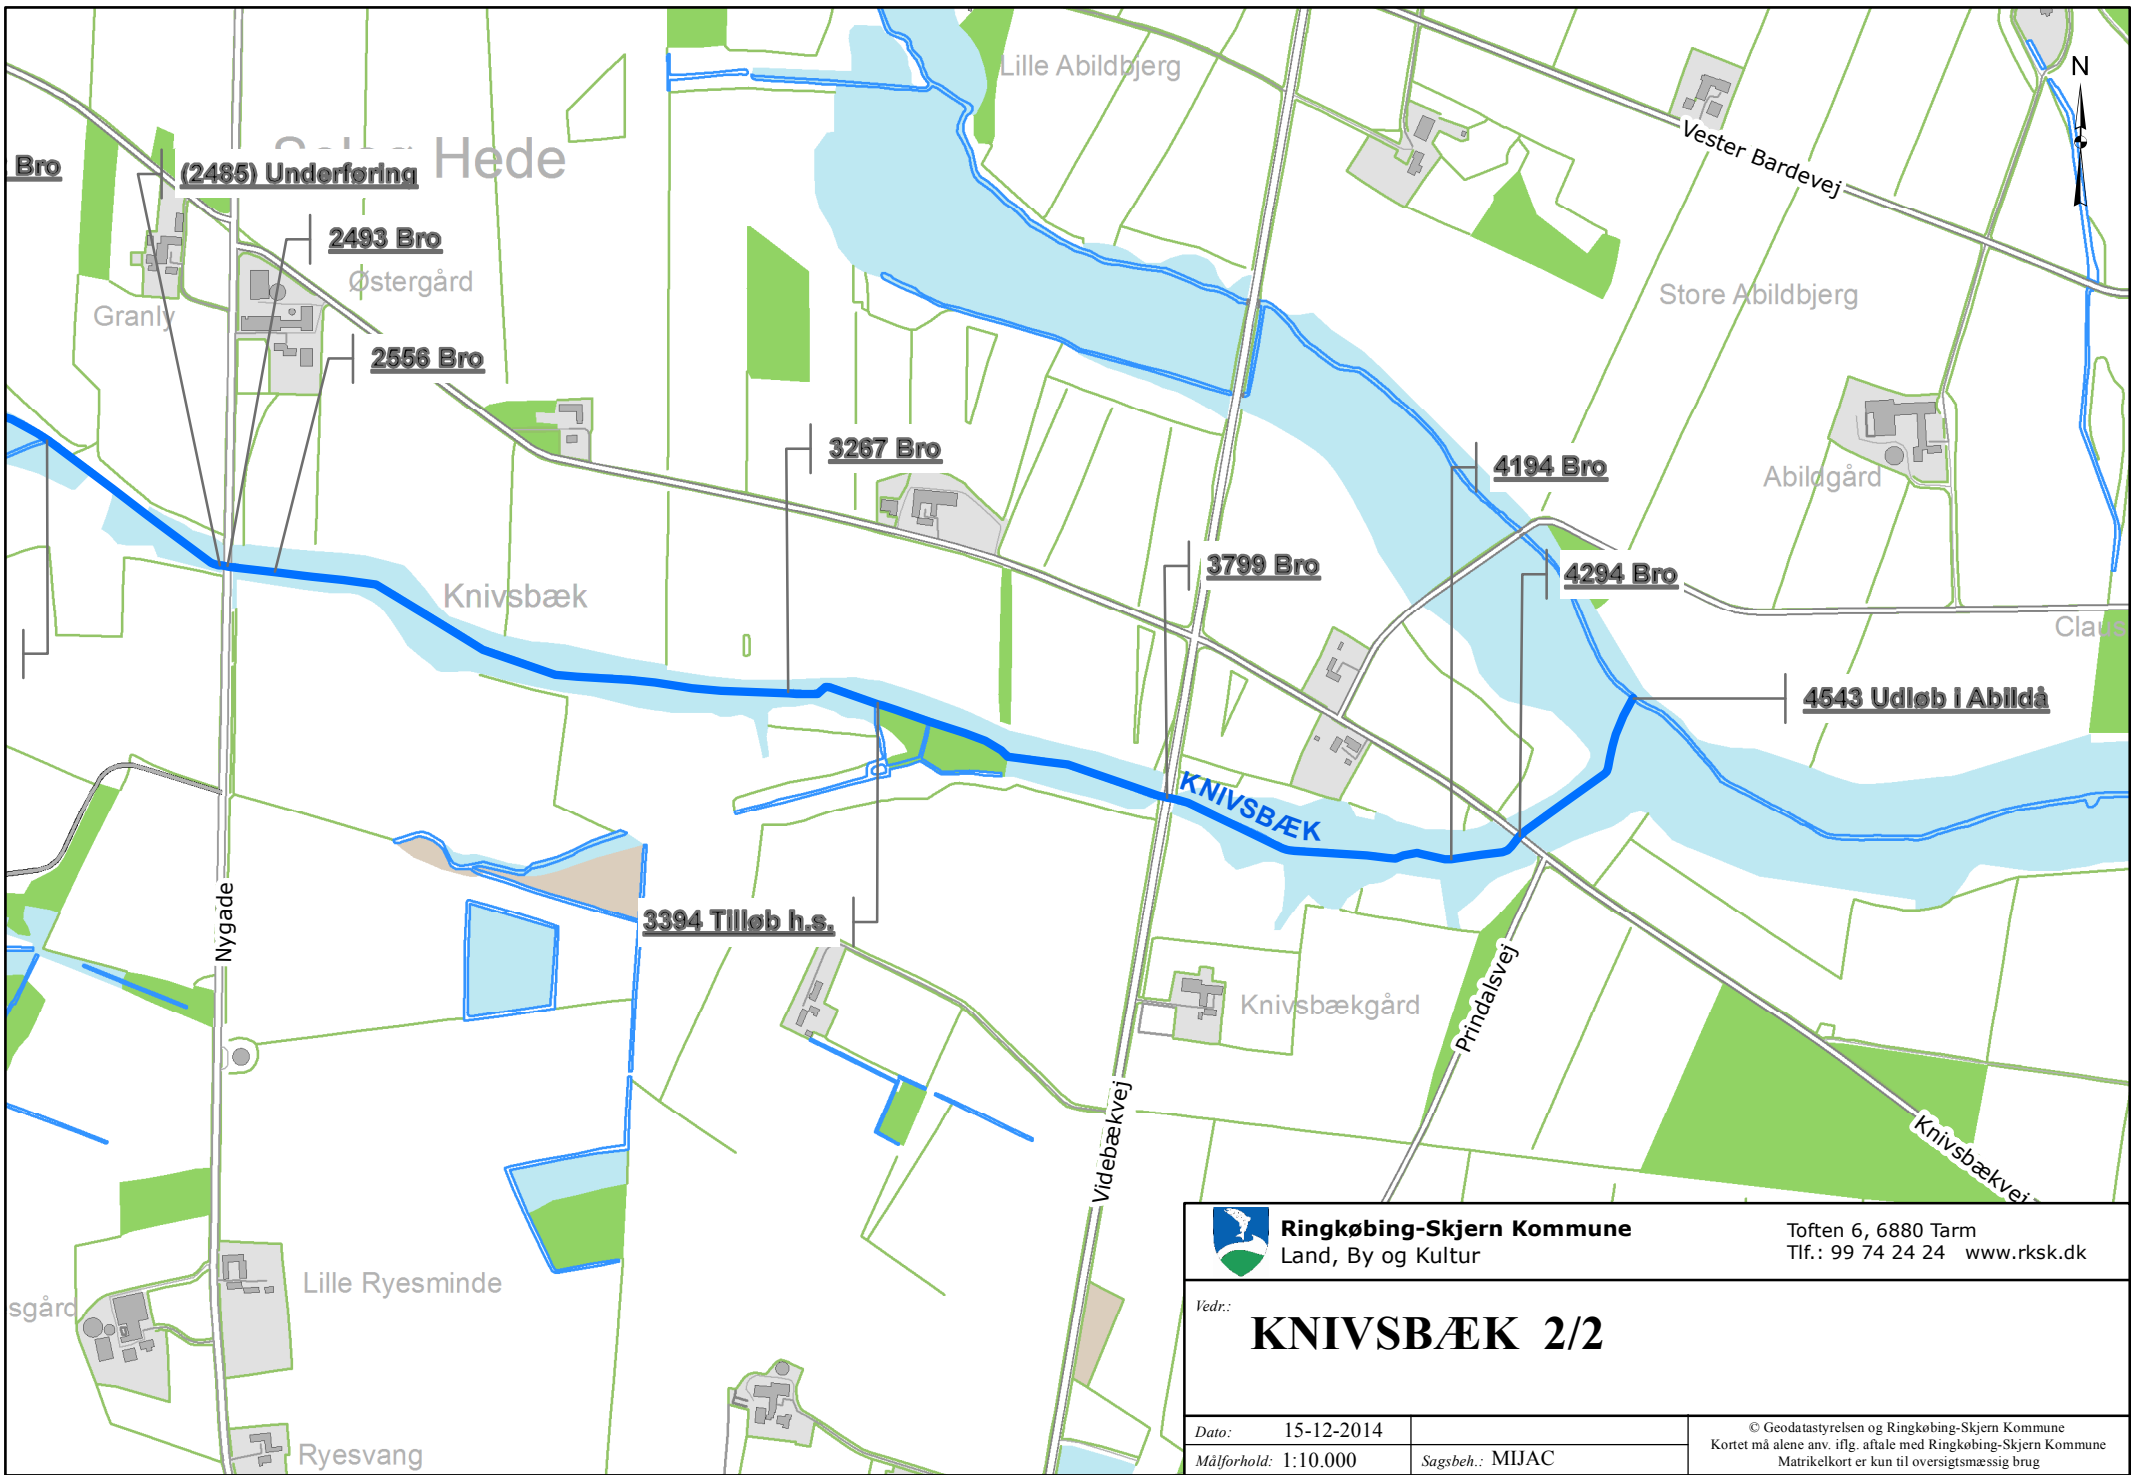 Lille Abildbjerg
N
Vester Bardevej
Bro
Hede
(2485) Underføring
2493 Bro
Østergård
Granly
2556 Bro
Store Abildbjerg
3267 Bro
4194 Bro
Abildgård
3799 Bro
4294 Bro
Knivsbæk
Claus
4543 Udløb i Abildå
KNIVSBÆK
Nygade
3394 Tilløb h.s.
Knivsbækgård
Prindalsvej
Videbækvej
Knivsbækvej
Lille Ryesminde
sgård
Ryesvang
Ringkøbing-Skjern Kommune
Land, By og Kultur
Toften 6, 6880 Tarm
Tlf.: 99 74 24 24 www.rksk.dk
Vedr.:
KNIVSBÆK 2/2
Dato: 15-12-2014
Målforhold: 1:10.000
Sagsbeh.: MIJAC
© Geodatastyrelsen og Ringkøbing-Skjern Kommune
Kortet må alene anv. iflg. aftale med Ringkøbing-Skjern Kommune
Matrikelkort er kun til oversigtsmæssig brug